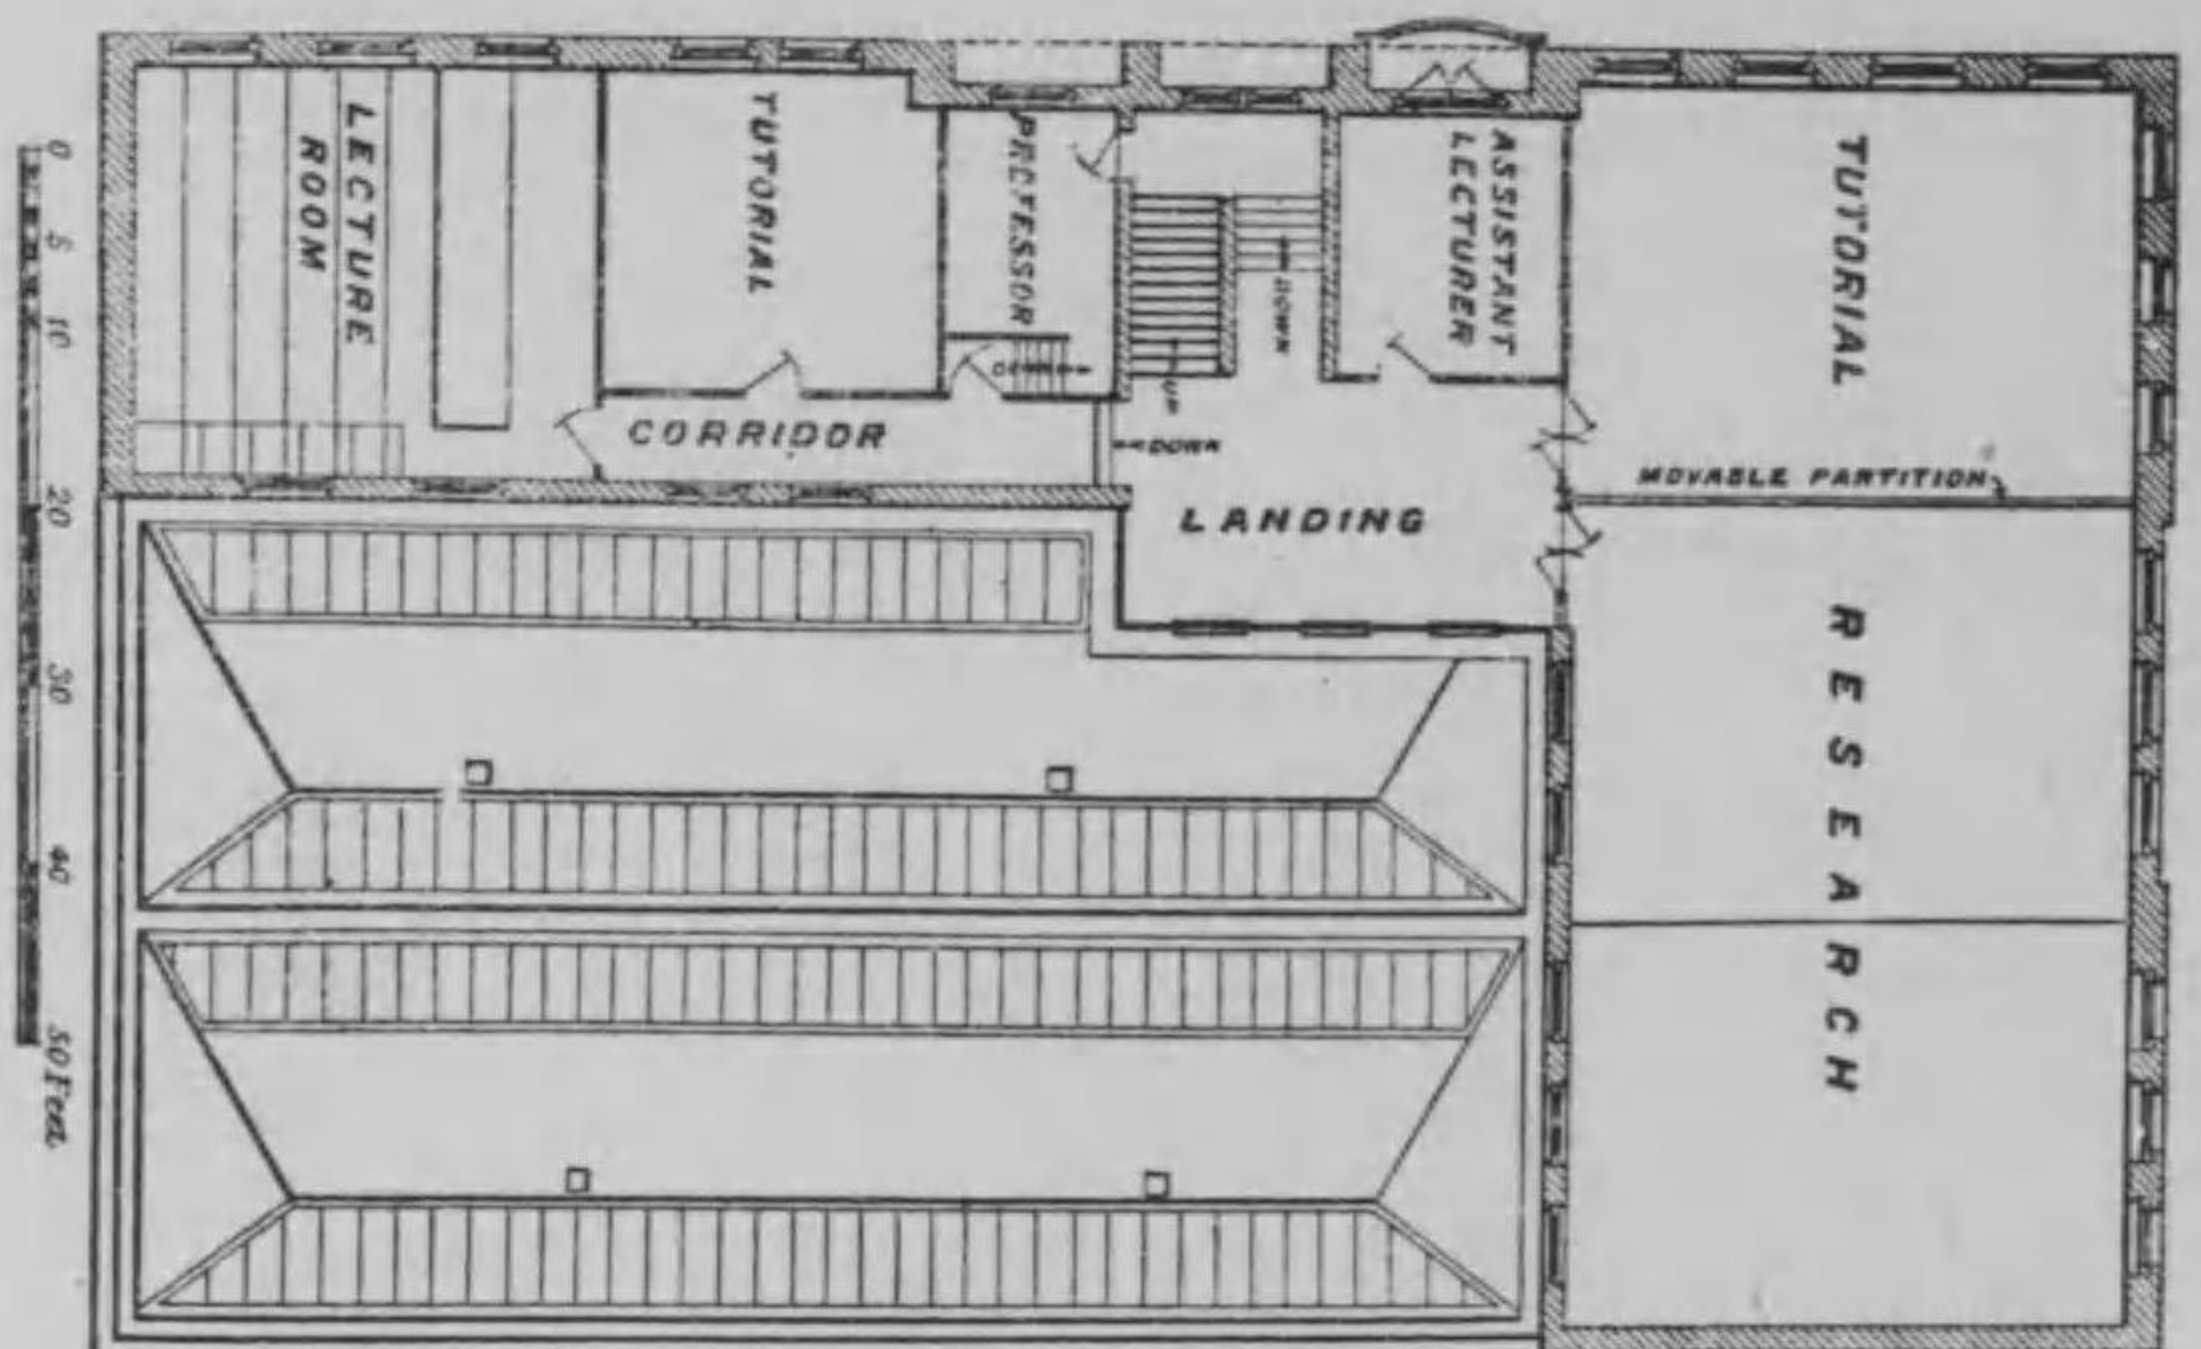 LECTURE
ROOM
TUTORIAL
PROFESSOR
ASSISTANT
LECTURER
TUTORIAL
DOWN
DOWN
UP
CORRIDOR
DOWN
MOVABLE PARTITION
LANDING
RESEARCH
0 5 10 20 30 40 50 Feet